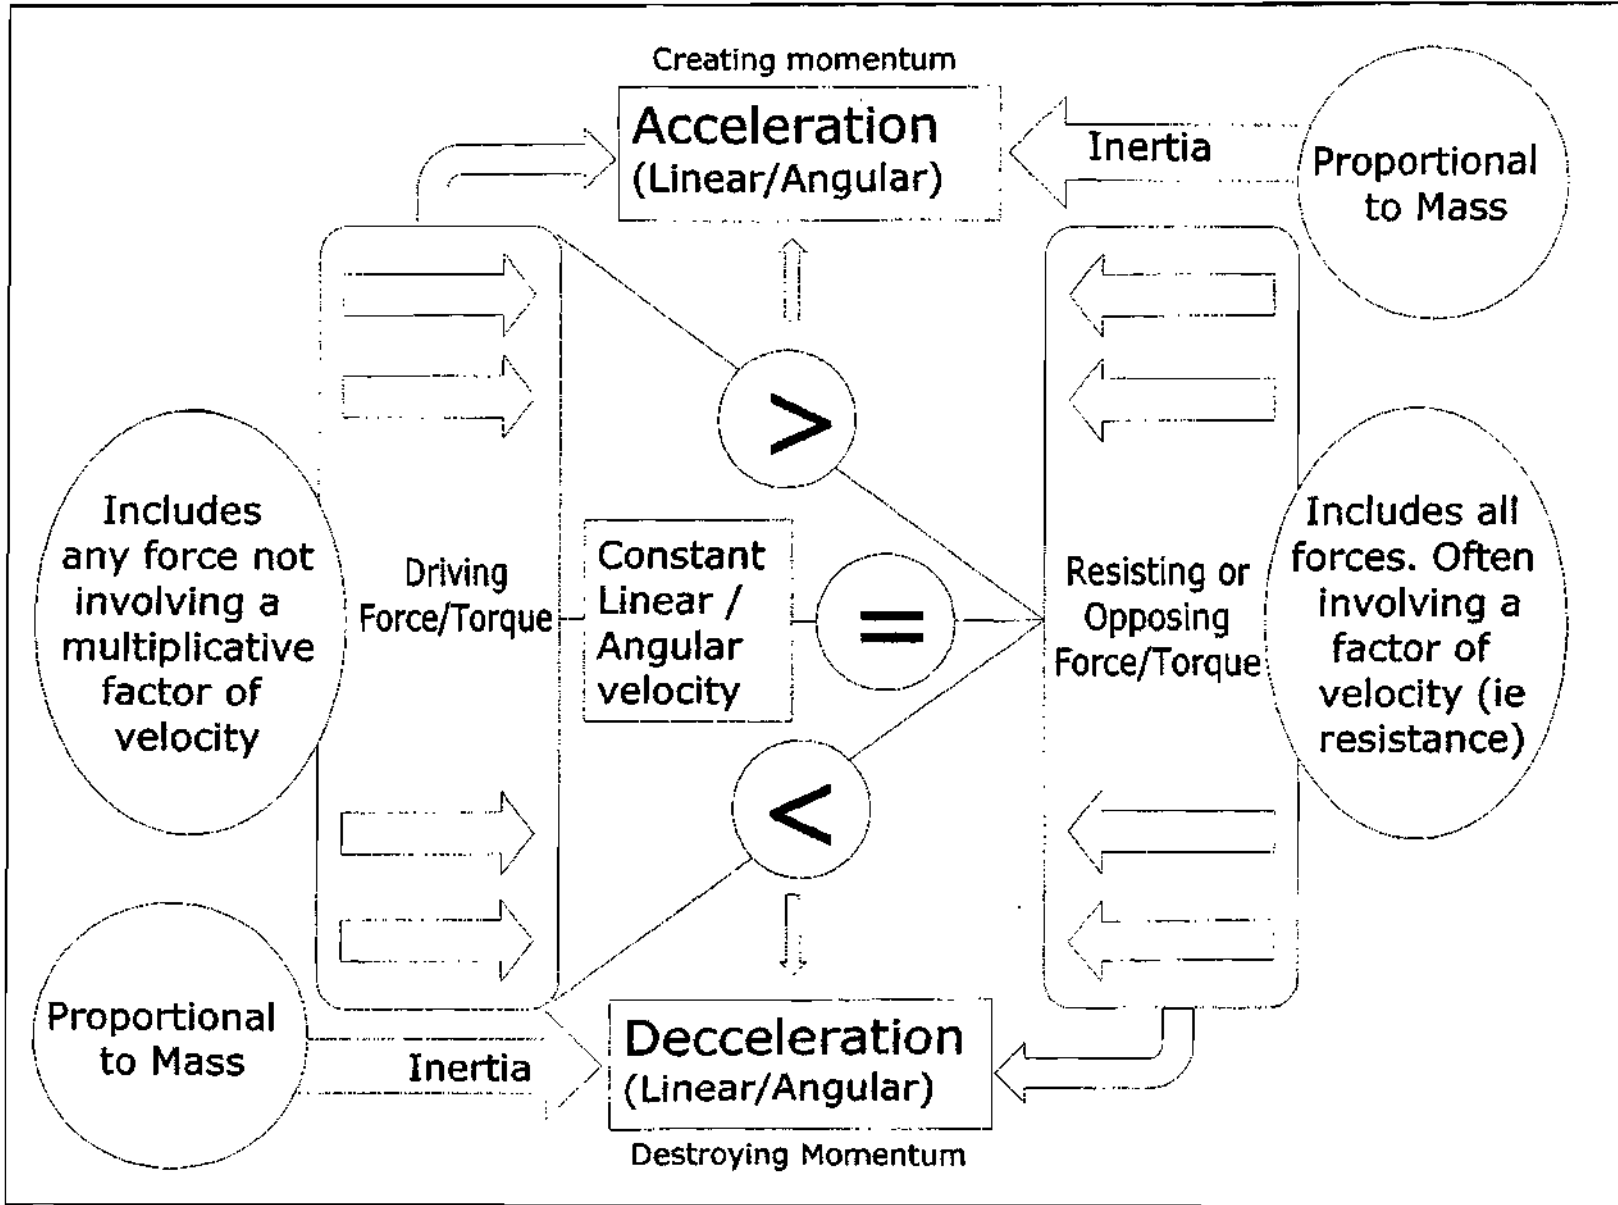 Creating momentum
Acceleration
(Linear/Angular)
Inertia
Proportional
to Mass
>
Includes
any force not
involving a
multiplicative
factor of
velocity
Driving
Force/Torque
Constant
Linear /
Angular
velocity
=
Resisting or
Opposing
Force/Torque
Includes all
forces. Often
involving a
factor of
velocity (ie
resistance)
<
Proportional
to Mass
Inertia
Decceleration
(Linear/Angular)
Destroying Momentum